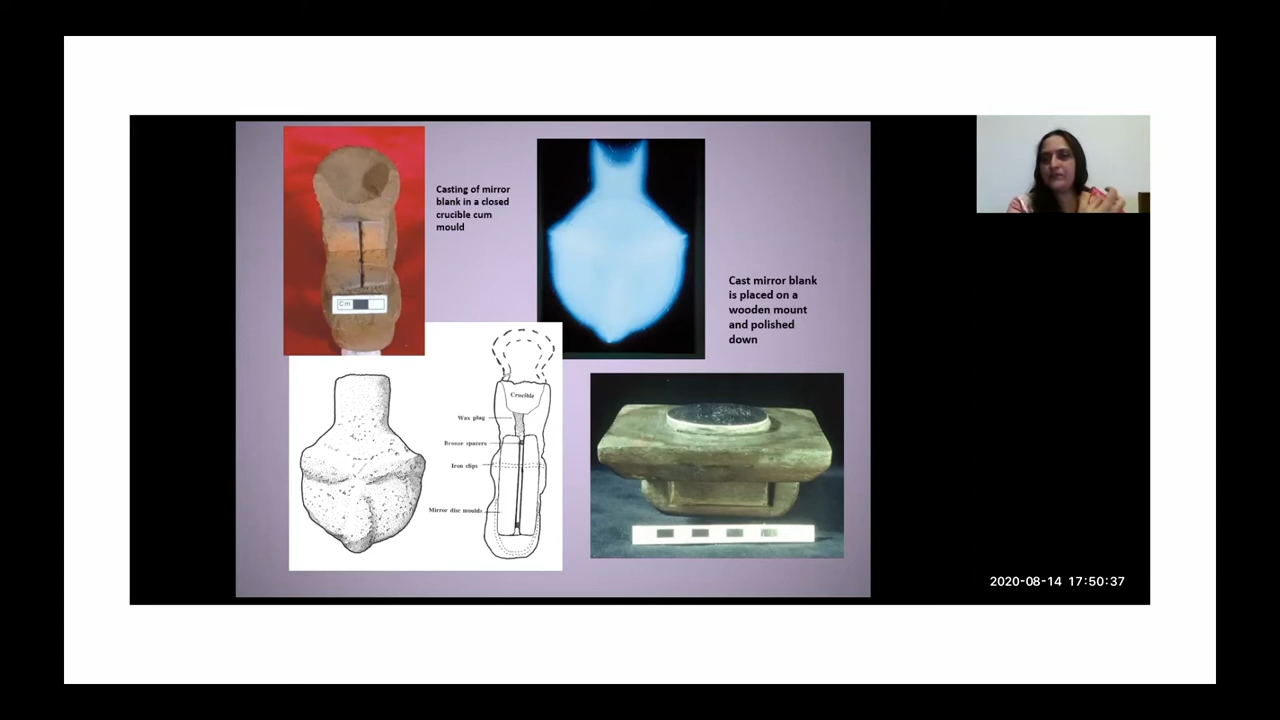 Casting of mirror
blank in a closed
crucible cum
mould
Cm
Cast mirror blank
is placed on a
wooden mount
and polished
down
Crucible
Wax plug
Bronze spacers
Iron clips
Mirror disc moulds
2020-08-14 17:50:37